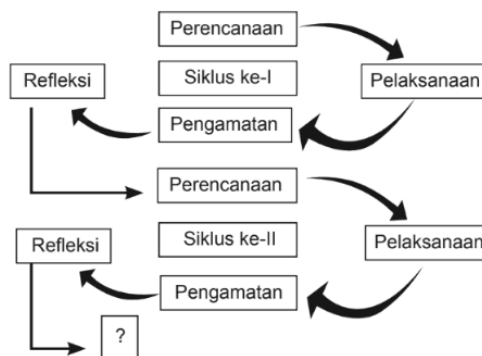 Perencanaan
Refleksi
Siklus ke-I
Pelaksanaan
Pengamatan
Perencanaan
Refleksi
Siklus ke-II
Pelaksanaan
Pengamatan
?